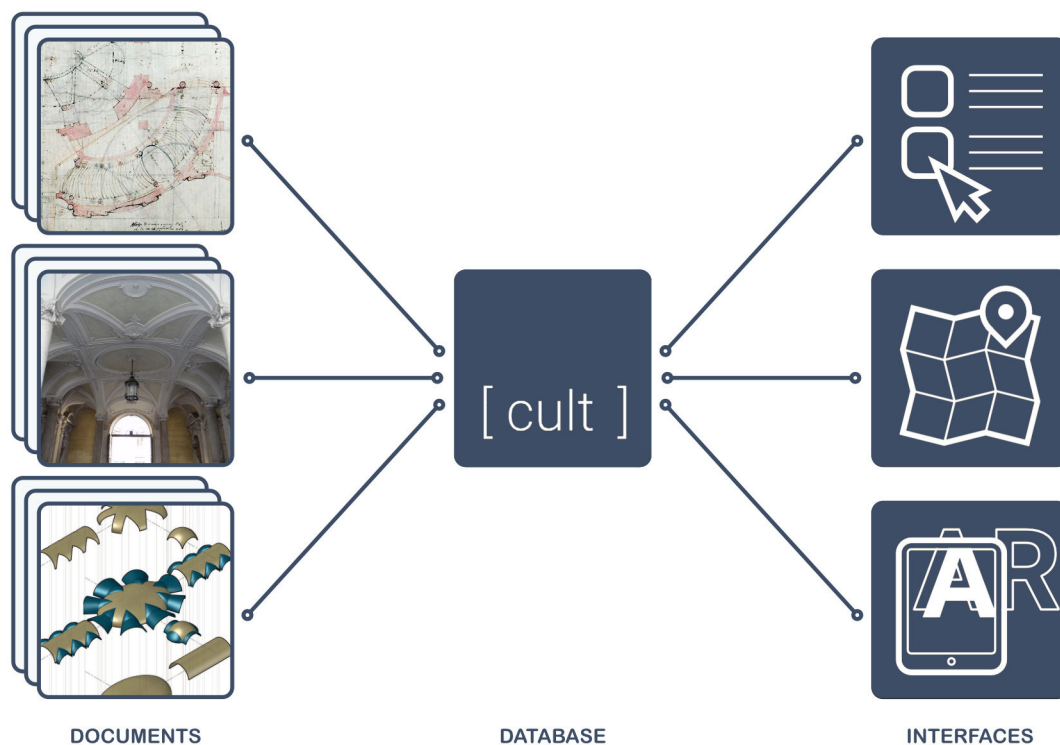 [ cult ]
AR
A
DOCUMENTS
DATABASE
INTERFACES